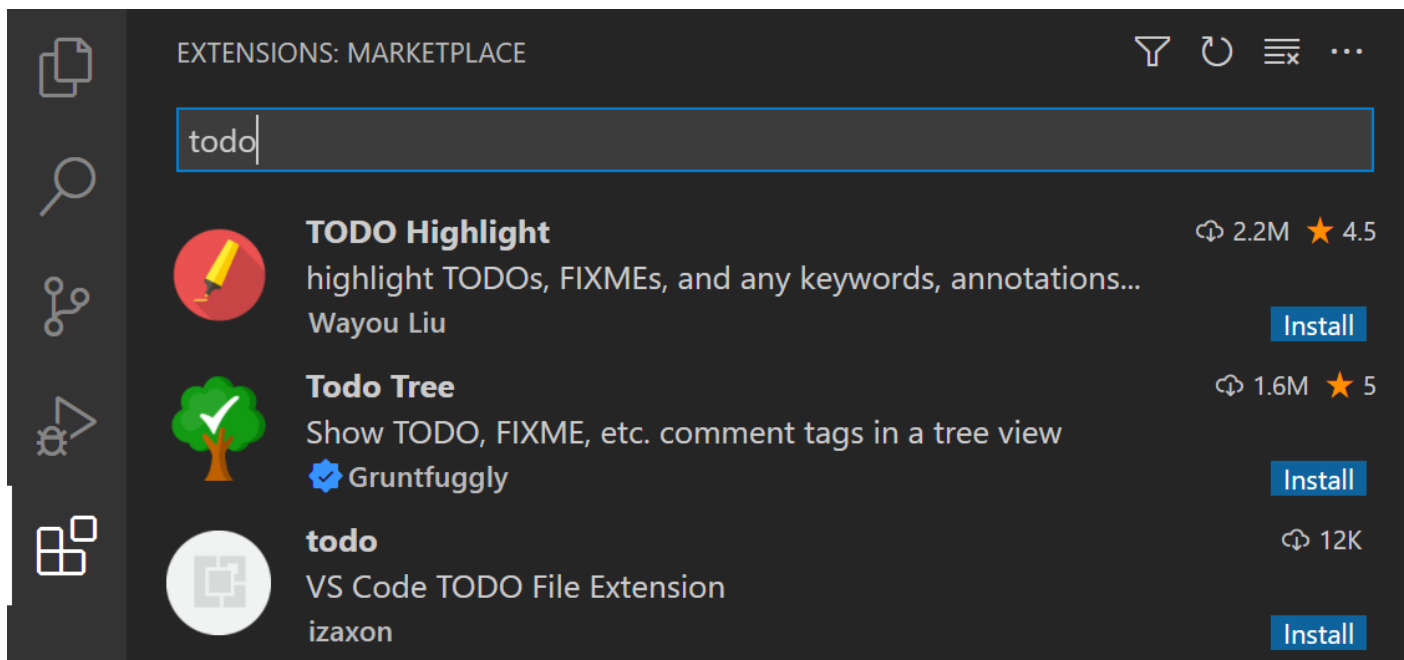 EXTENSIONS: MARKETPLACE
todo
TODO Highlight 2.2M 4.5
highlight TODOs, FIXMEs, and any keywords, annotations...
Wayou Liu Install
Todo Tree 1.6M 5
Show TODO, FIXME, etc. comment tags in a tree view
Gruntfuggly Install
todo 12K
VS Code TODO File Extension
izaxon Install